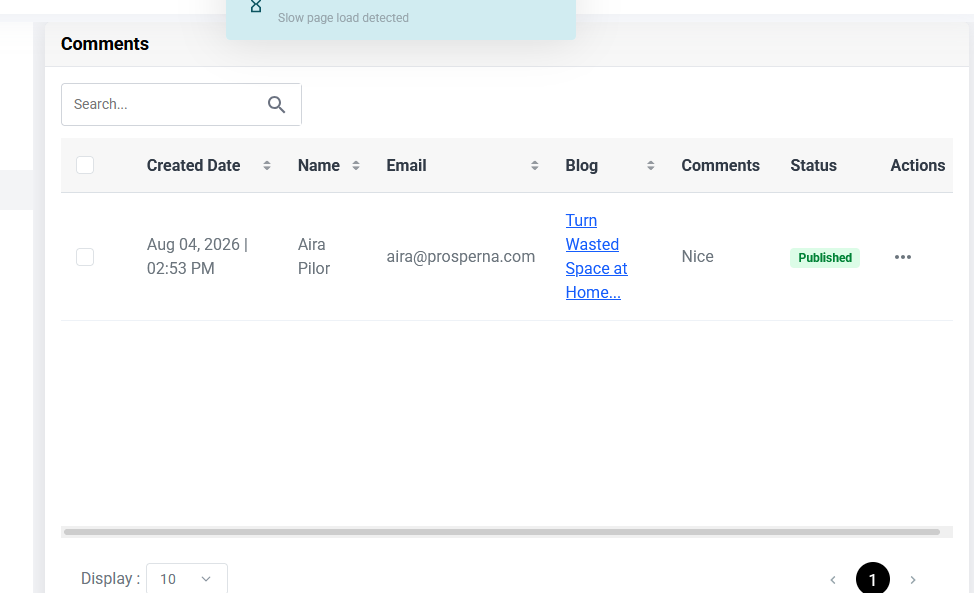 Slow page load detected
Comments
Search...
Created Date Name Email Blog Comments Status Actions
Aug 04, 2026 | 02:53 PM Aira Pilor aira@prosperna.com Turn Wasted Space at Home... Nice Published
Display : 10 1